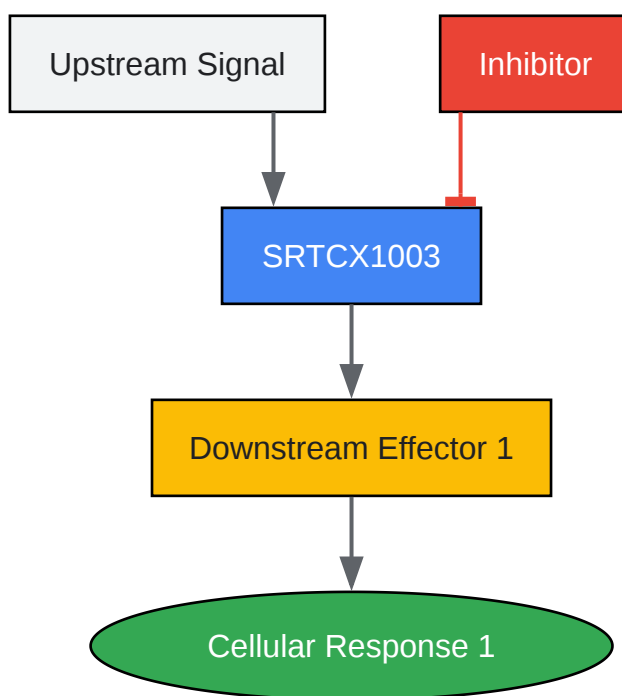 Upstream Signal
Inhibitor
SRTCX1003
Downstream Effector 1
Cellular Response 1